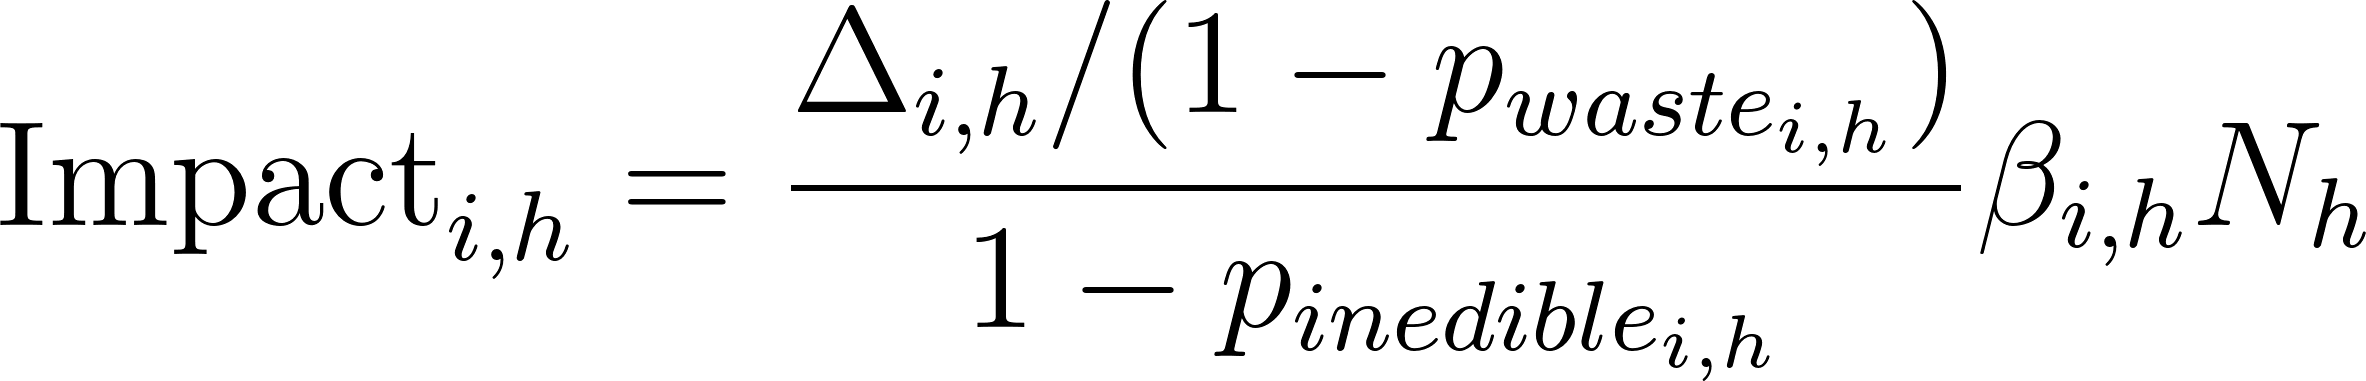 Impact_{i,h} = \frac{\Delta_{i,h}/(1 - p_{waste_{i,h}})}{1 - p_{inedible_{i,h}}} \beta_{i,h} N_h